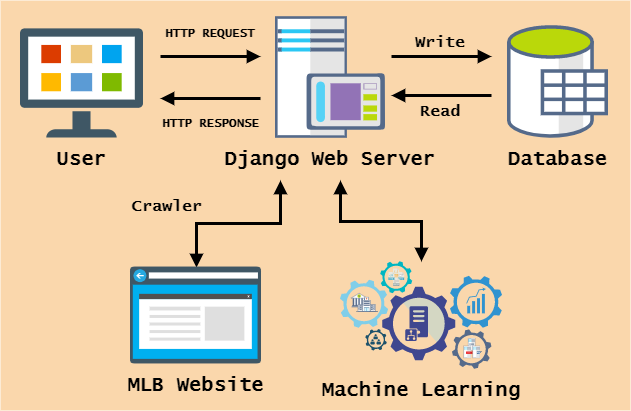 HTTP REQUEST
Write
HTTP RESPONSE
Read
User
Django Web Server
Database
Crawler
MLB Website
Machine Learning